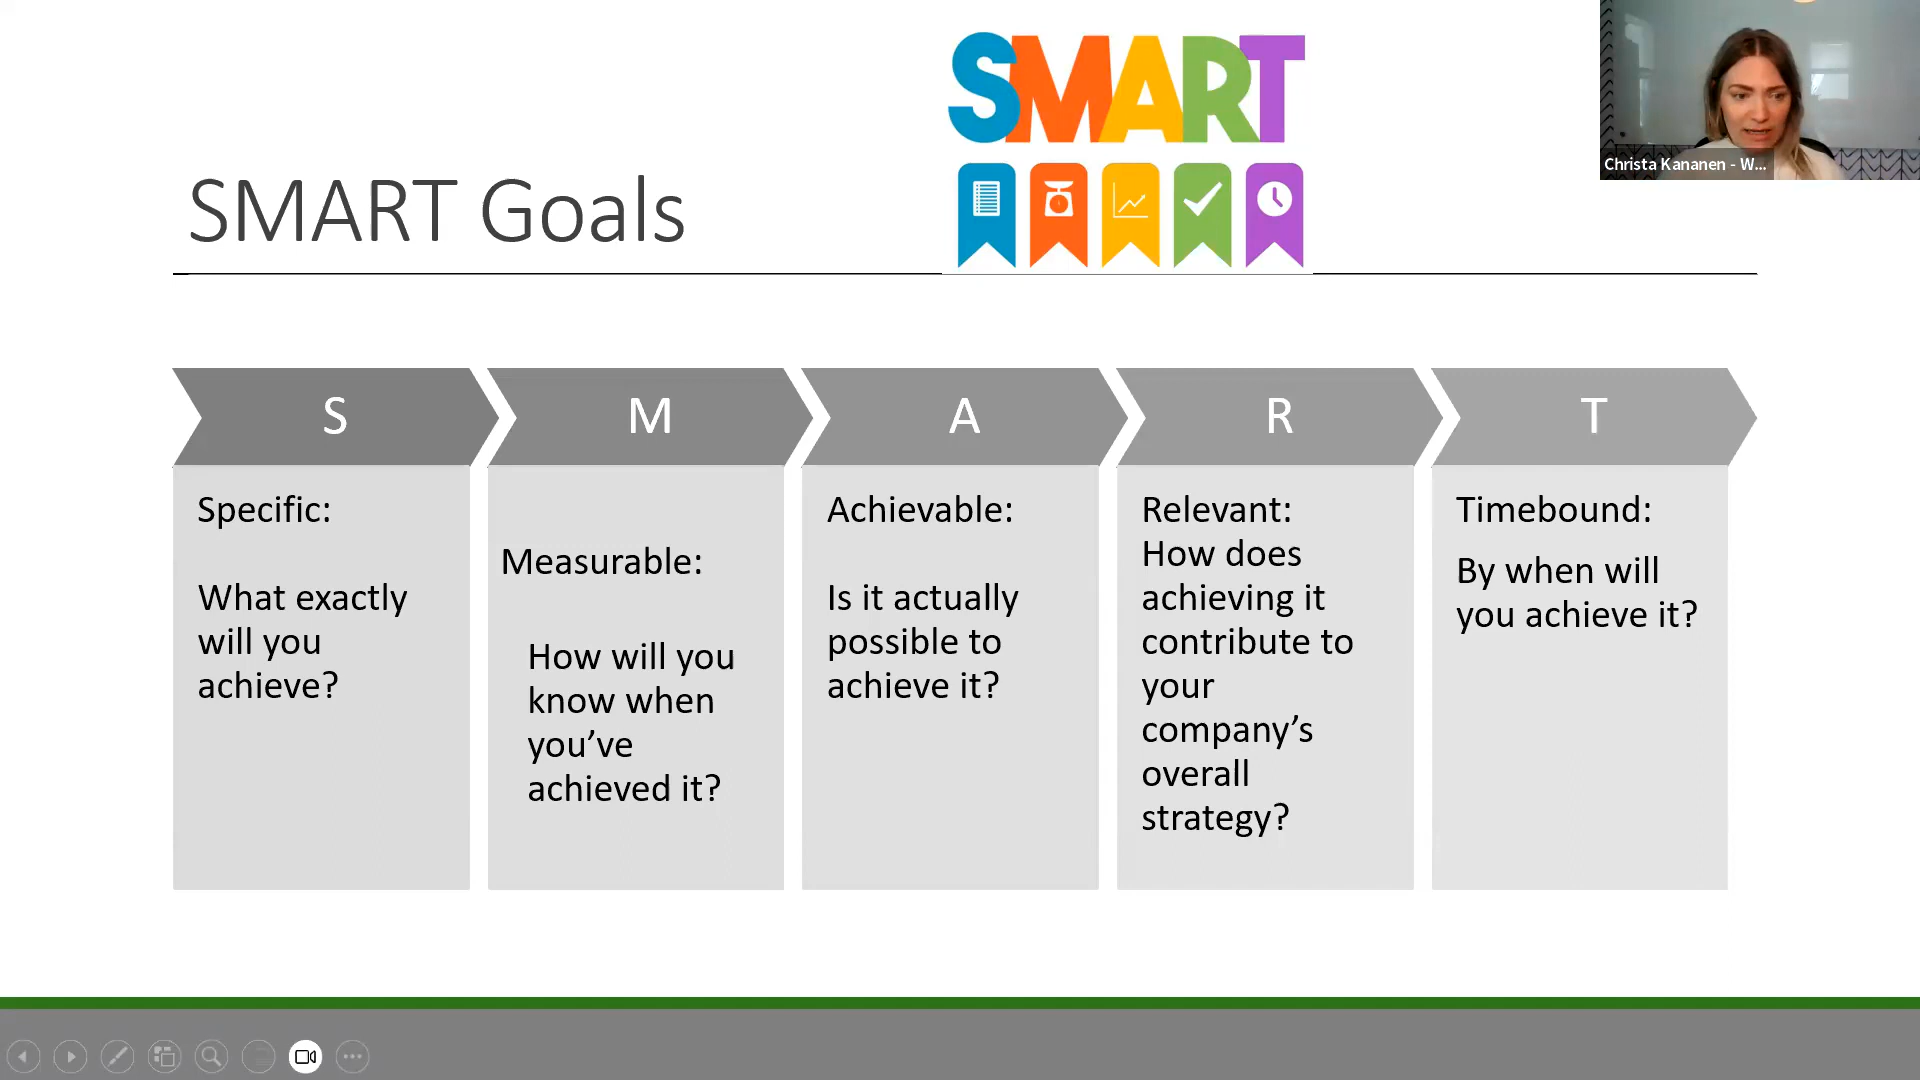 SMART
Christa Kananen - W...
SMART Goals
S
M
A
R
T
Specific:
What exactly
will you
achieve?
Measurable:
How will you
know when
you’ve
achieved it?
Achievable:
Is it actually
possible to
achieve it?
Relevant:
How does
achieving it
contribute to
your
company’s
overall
strategy?
Timebound:
By when will
you achieve it?